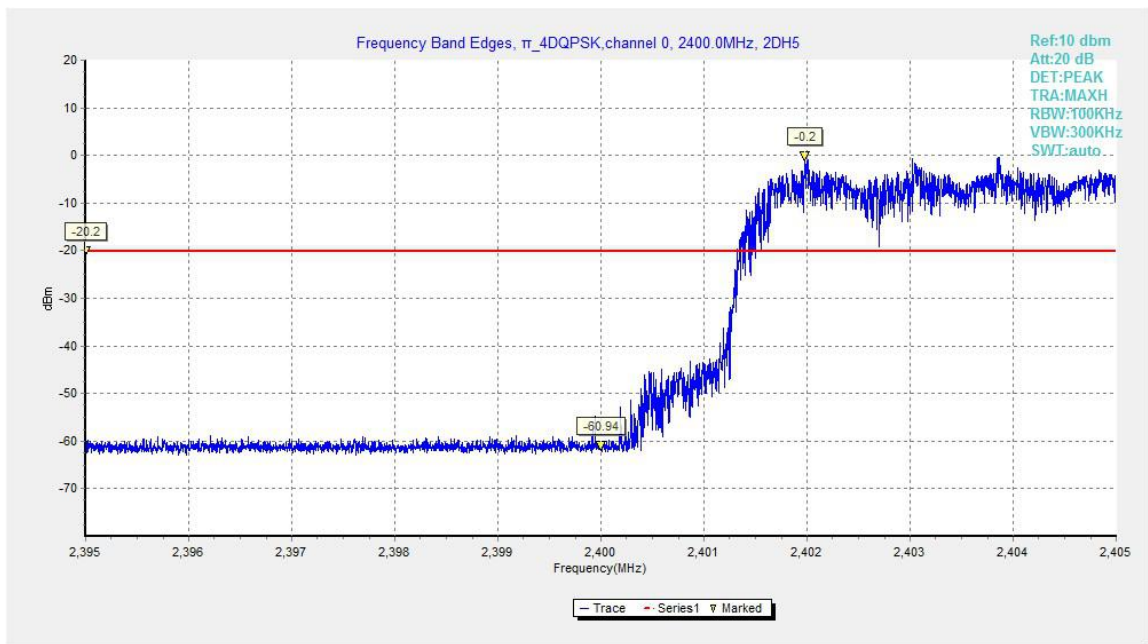 Frequency Band Edges, π_4DQPSK,channel 0, 2400.0MHz, 2DH5
Ref:10 dbm
Att:20 dB
DET:PEAK
TRA:MAXH
RBW:100KHz
VBW:300KHz
SWT:auto
20
10
0
-10
-20
-30
-40
-50
-60
-70
dBm
-0.2
-20.2
-60.94
2,395 2,396 2,397 2,398 2,399 2,400 2,401 2,402 2,403 2,404 2,405
Frequency(MHz)
Trace Series1 Marked